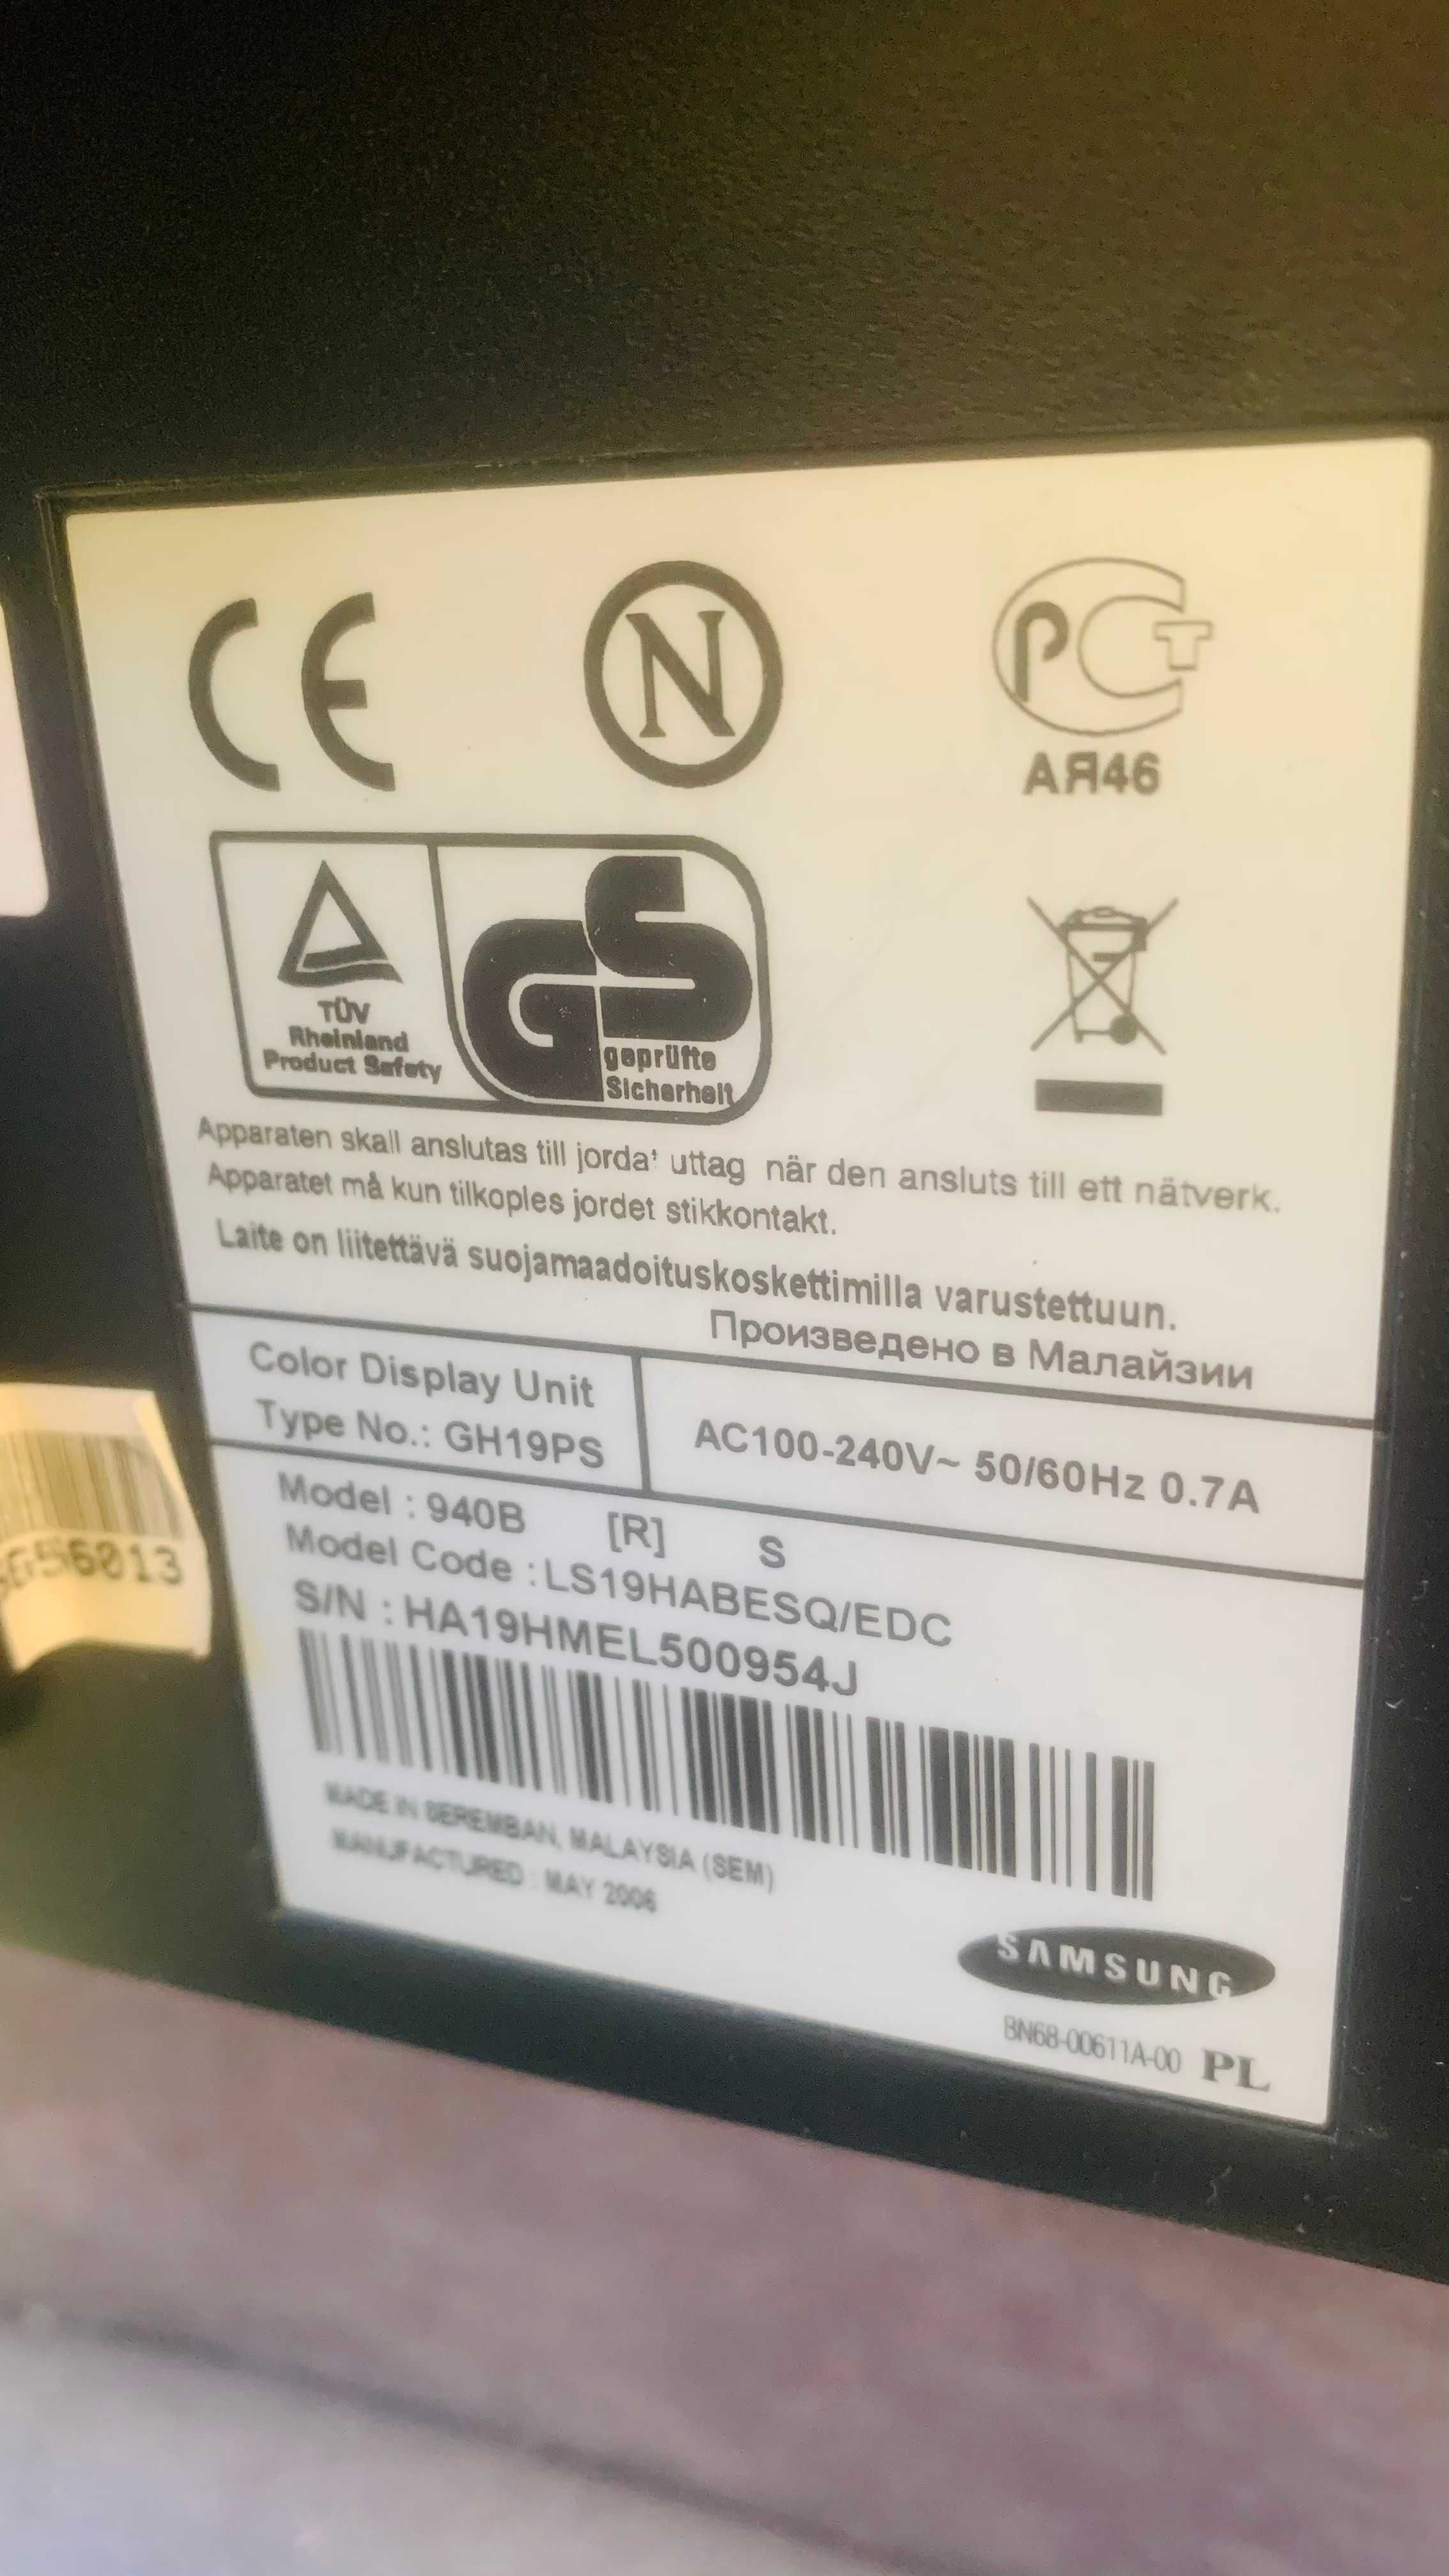 CE
N
PCT
АЯ46
TÜV
Rheinland
Product Safety
GS
geprüfte
Sicherheit
Apparaten skall anslutas till jordat uttag när den ansluts till ett nätverk.
Apparatet må kun tilkoples jordet stikkontakt.
Laite on liitettävä suojamaadoituskoskettimilla varustettuun.
Произведено в Малайзии
Color Display Unit
Type No.: GH19PS
AC100-240V~ 50/60Hz 0.7A
Model : 940B [R] S
Model Code : LS19HABESQ/EDC
S/N : HA19HMEL500954J
MADE IN SEREMBAN, MALAYSIA (SEM)
MANUFACTURED : MAY 2006
SAMSUNG
BN68-00611A-00 PL